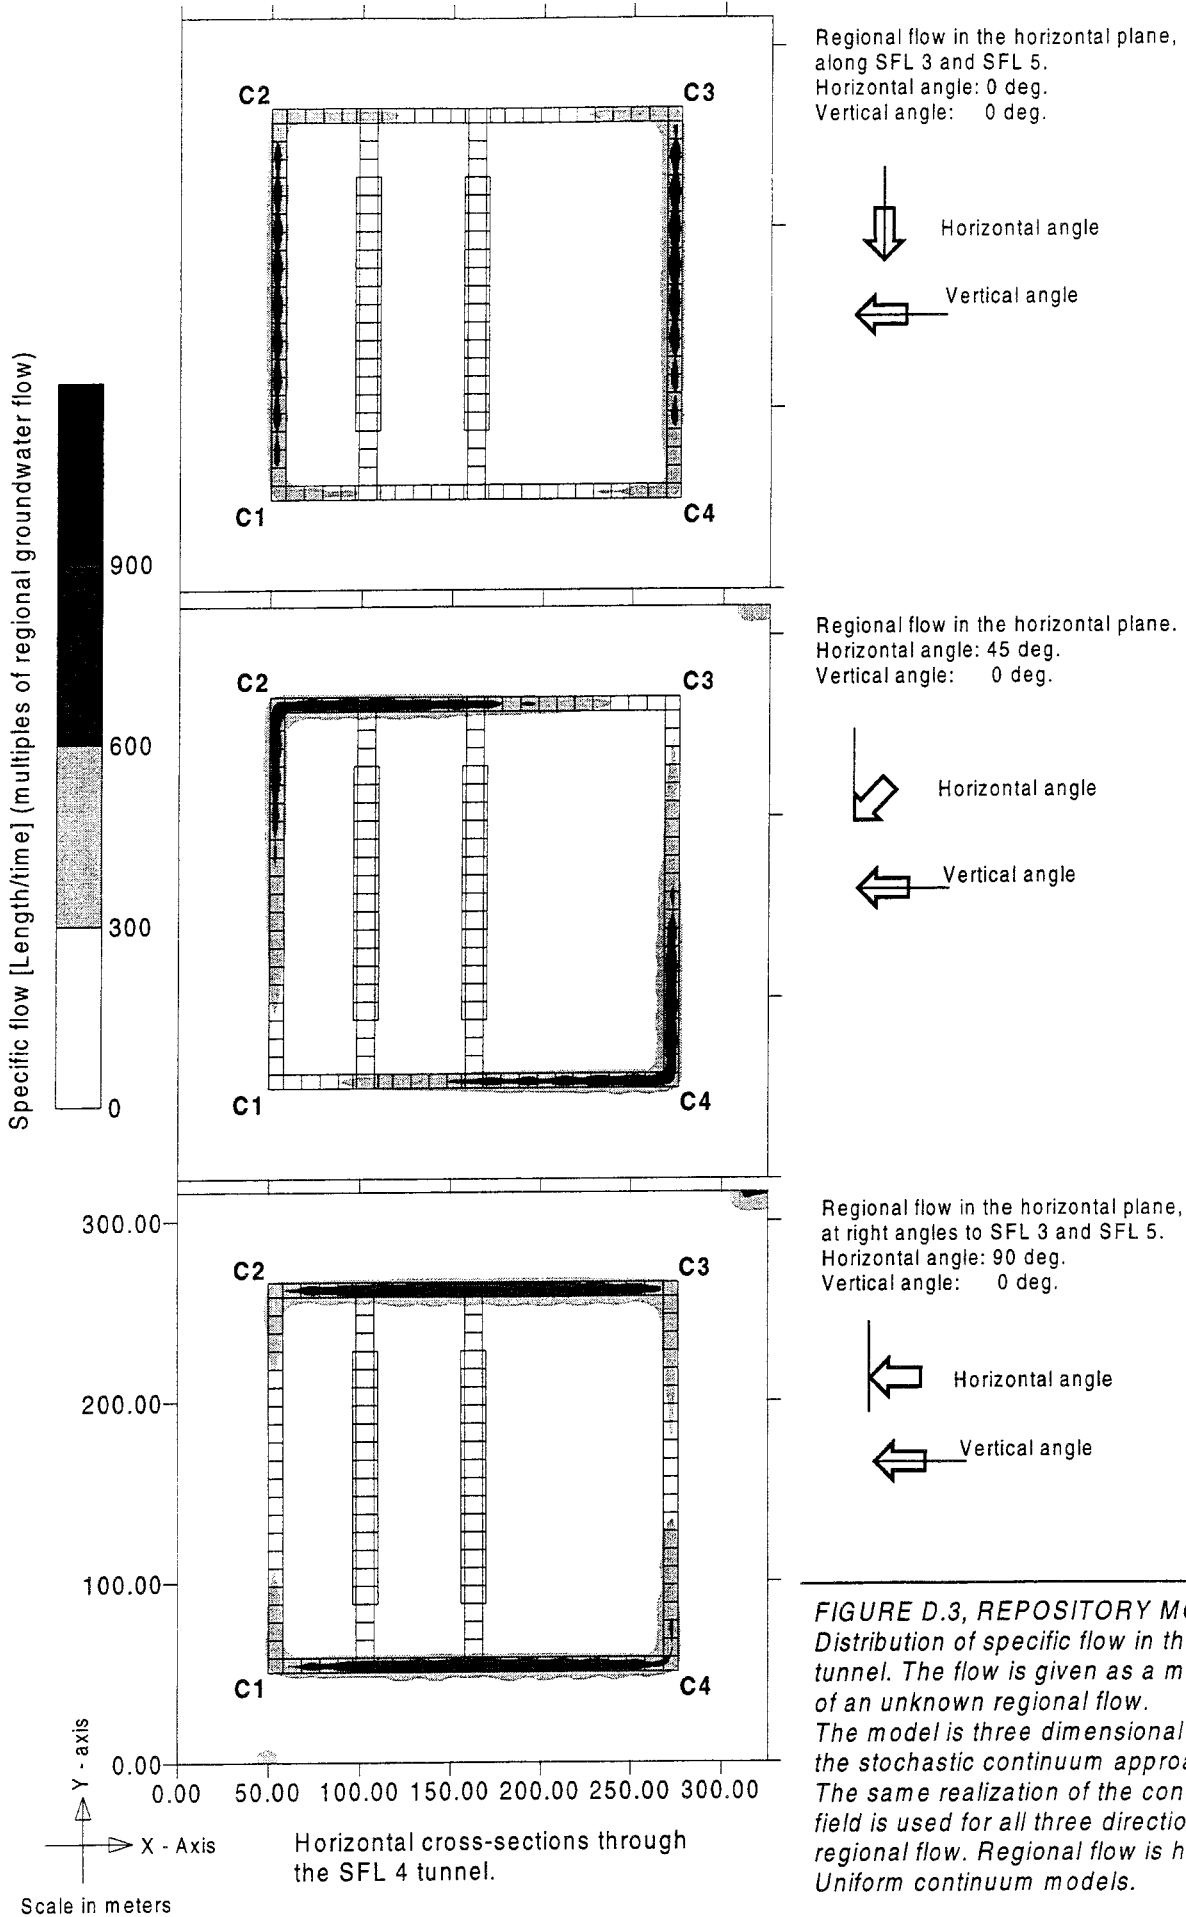 Regional flow in the horizontal plane,
along SFL 3 and SFL 5.
Horizontal angle: 0 deg.
Vertical angle: 0 deg.
C2
C3
Horizontal angle
Vertical angle
C1
C4
Specific flow [Length/time] (multiples of regional groundwater flow)
900
600
300
0
Regional flow in the horizontal plane.
Horizontal angle: 45 deg.
Vertical angle: 0 deg.
C2
C3
Horizontal angle
Vertical angle
C1
C4
Regional flow in the horizontal plane,
at right angles to SFL 3 and SFL 5.
Horizontal angle: 90 deg.
Vertical angle: 0 deg.
300.00
C2
C3
Horizontal angle
200.00
Vertical angle
100.00
C1
C4
0.00
0.00 50.00 100.00 150.00 200.00 250.00 300.00
Y - axis
X - Axis
Scale in meters
Horizontal cross-sections through
the SFL 4 tunnel.
FIGURE D.3, REPOSITORY
Distribution of specific flow in
tunnel. The flow is given as a
of an unknown regional flow.
The model is three dimensional
the stochastic continuum
The same realization of the
field is used for all three
regional flow. Regional flow is
Uniform continuum models.